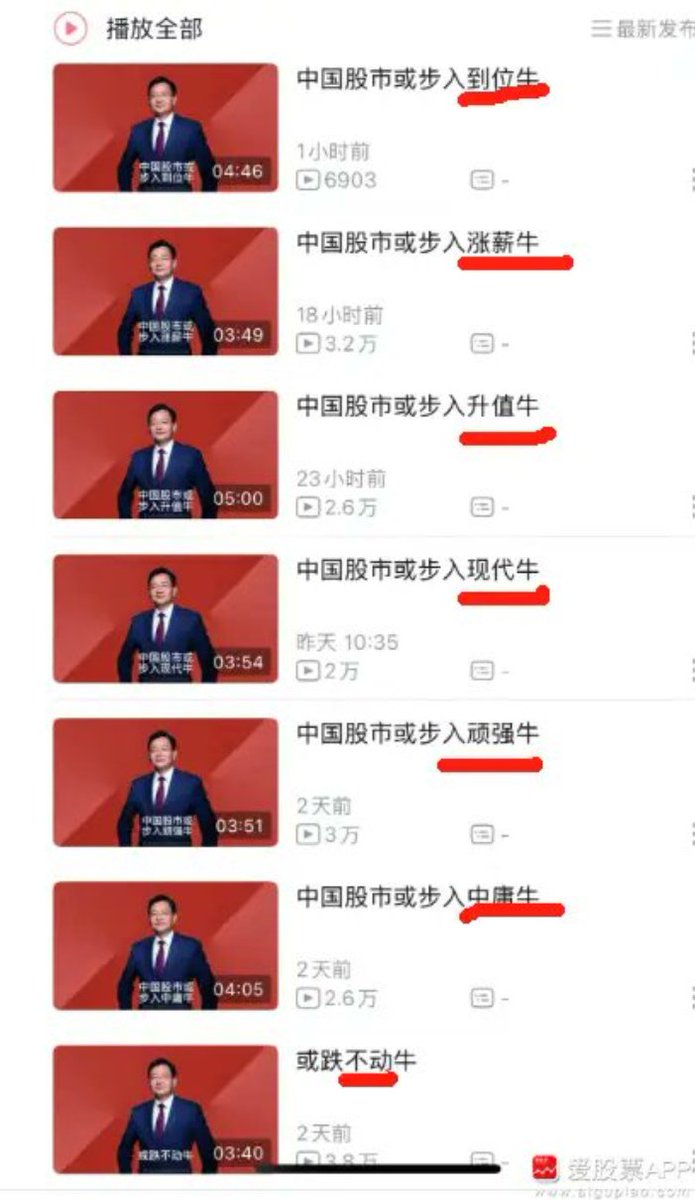 播放全部
最新发布
中国股市或步入到位牛
中国股市或
步入到位牛
04:46
1小时前
6903
-
中国股市或步入涨薪牛
中国股市或
步入涨薪牛
03:49
18小时前
3.2万
-
中国股市或步入升值牛
中国股市或
步入升值牛
05:00
23小时前
2.6万
-
中国股市或步入现代牛
中国股市或
步入现代牛
03:54
昨天 10:35
2万
-
中国股市或步入顽强牛
中国股市或
步入顽强牛
03:51
2天前
3万
-
中国股市或步入中庸牛
中国股市或
步入中庸牛
04:05
2天前
2.6万
-
或跌不动牛
或跌不动牛
03:40
2天前
3.8万
-
爱股票APP
www.aigupiao.com